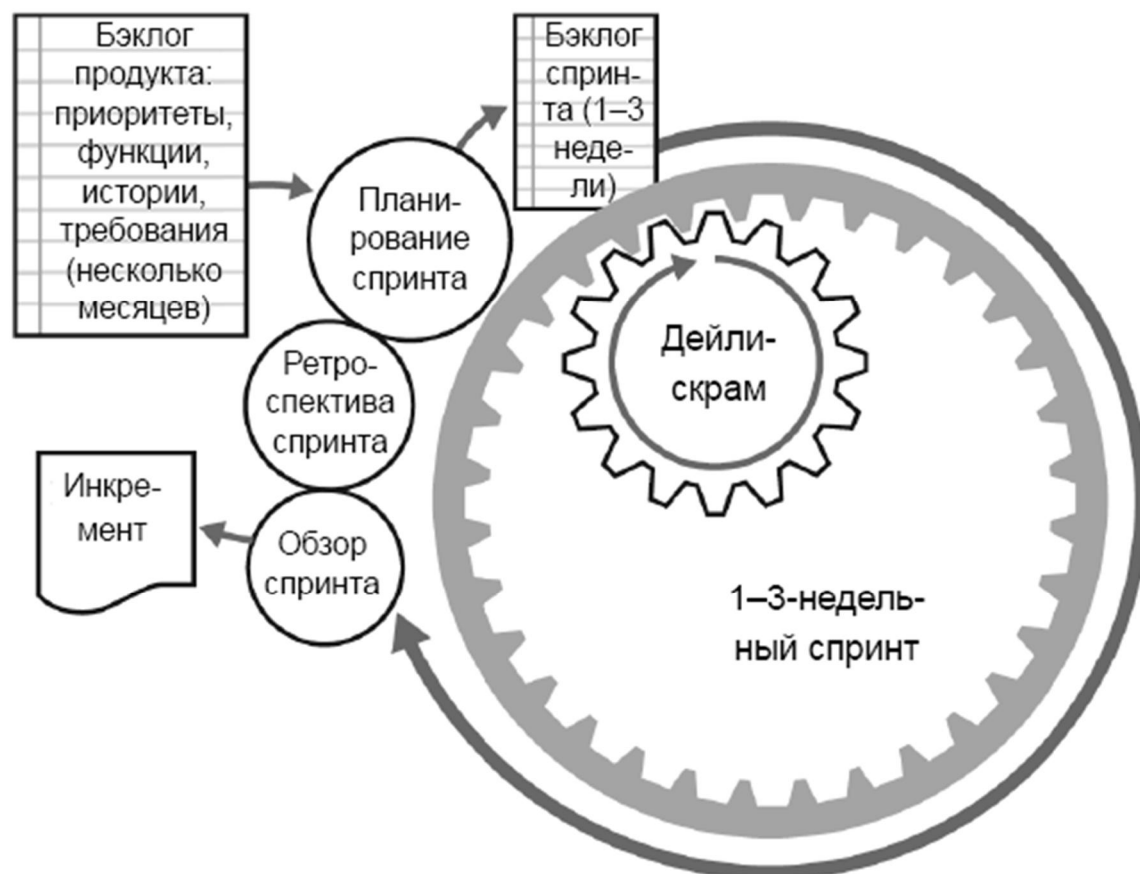 Бэклог
продукта:
приоритеты,
функции,
истории,
требования
(несколько
месяцев)
Бэклог
сприн-
та (1–3
неде-
ли)
Плани-
рование
спринта
Ретро-
спектива
спринта
Инкре-
мент
Обзор
спринта
Дейли-
скрам
1–3-недель-
ный спринт